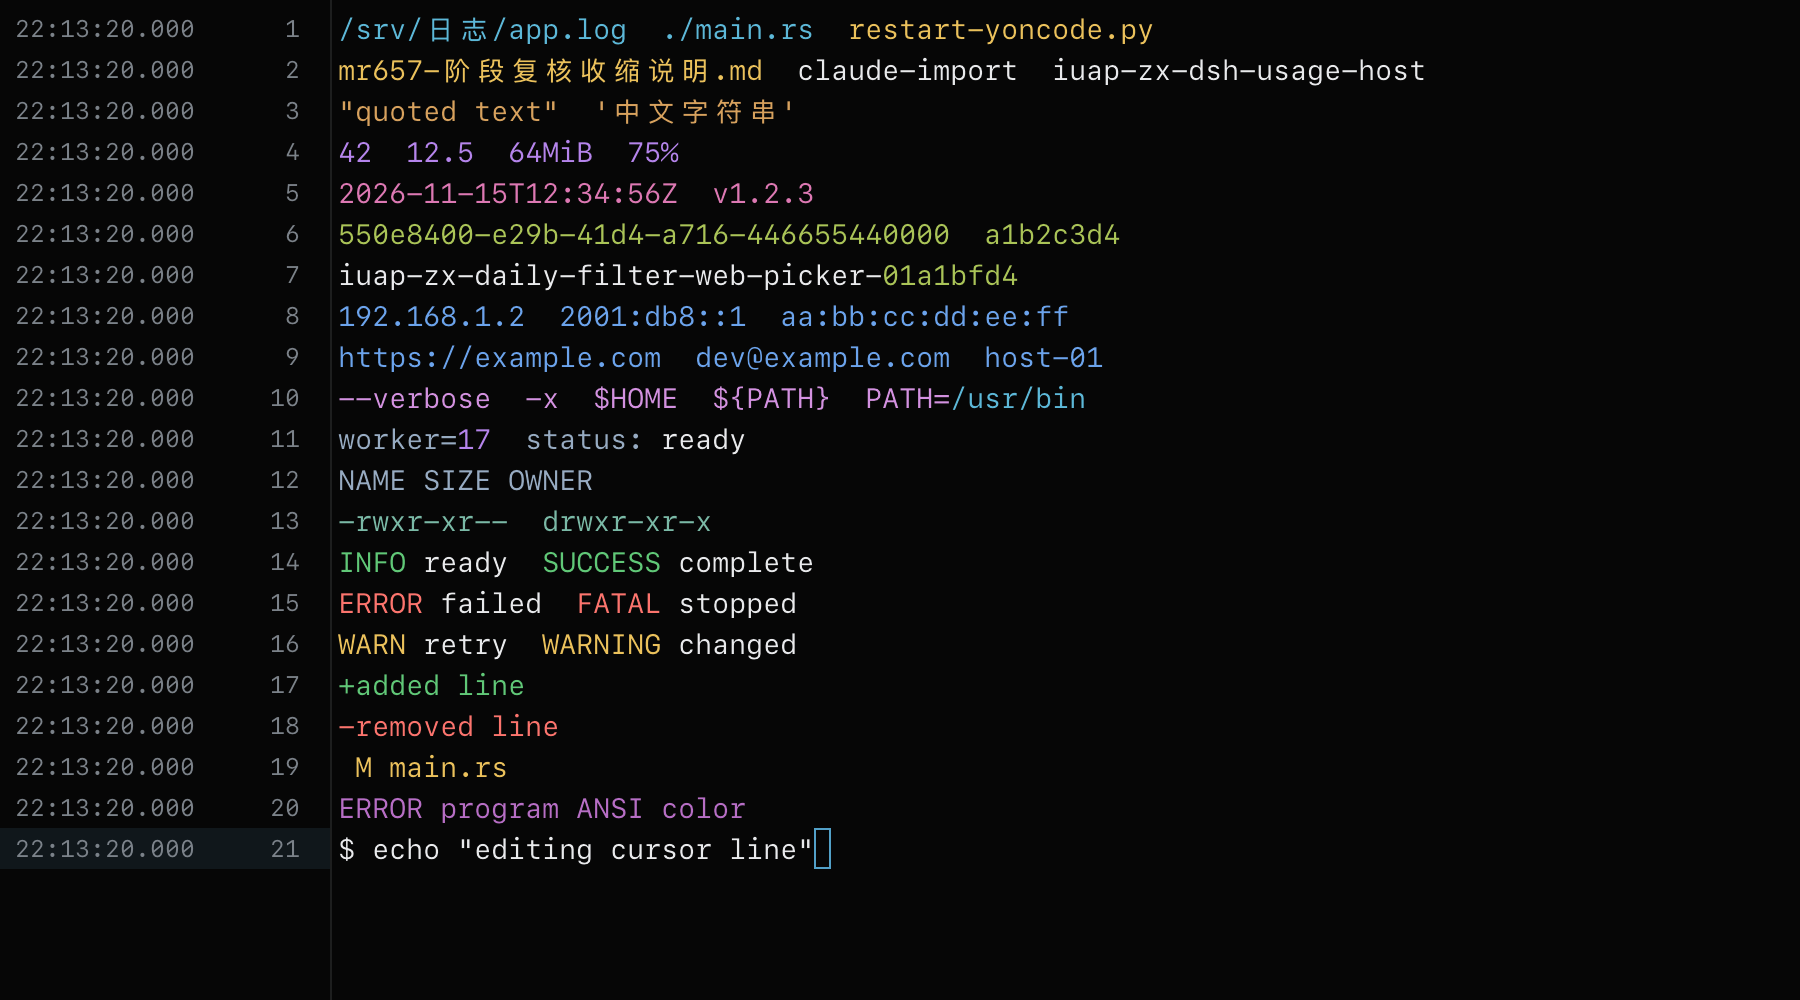 22:13:20.000 1 /srv/日志/app.log ./main.rs restart-yoncode.py
22:13:20.000 2 mr657-阶段复核收缩说明.md claude-import iuap-zx-dsh-usage-host
22:13:20.000 3 "quoted text" '中文字符串'
22:13:20.000 4 42 12.5 64MiB 75%
22:13:20.000 5 2026-11-15T12:34:56Z v1.2.3
22:13:20.000 6 550e8400-e29b-41d4-a716-446655440000 a1b2c3d4
22:13:20.000 7 iuap-zx-daily-filter-web-picker-01a1bfd4
22:13:20.000 8 192.168.1.2 2001:db8::1 aa:bb:cc:dd:ee:ff
22:13:20.000 9 https://example.com dev@example.com host-01
22:13:20.000 10 --verbose -x $HOME ${PATH} PATH=/usr/bin
22:13:20.000 11 worker=17 status: ready
22:13:20.000 12 NAME SIZE OWNER
22:13:20.000 13 -rwxr-xr-- drwxr-xr-x
22:13:20.000 14 INFO ready SUCCESS complete
22:13:20.000 15 ERROR failed FATAL stopped
22:13:20.000 16 WARN retry WARNING changed
22:13:20.000 17 +added line
22:13:20.000 18 -removed line
22:13:20.000 19 M main.rs
22:13:20.000 20 ERROR program ANSI color
22:13:20.000 21 $ echo "editing cursor line"